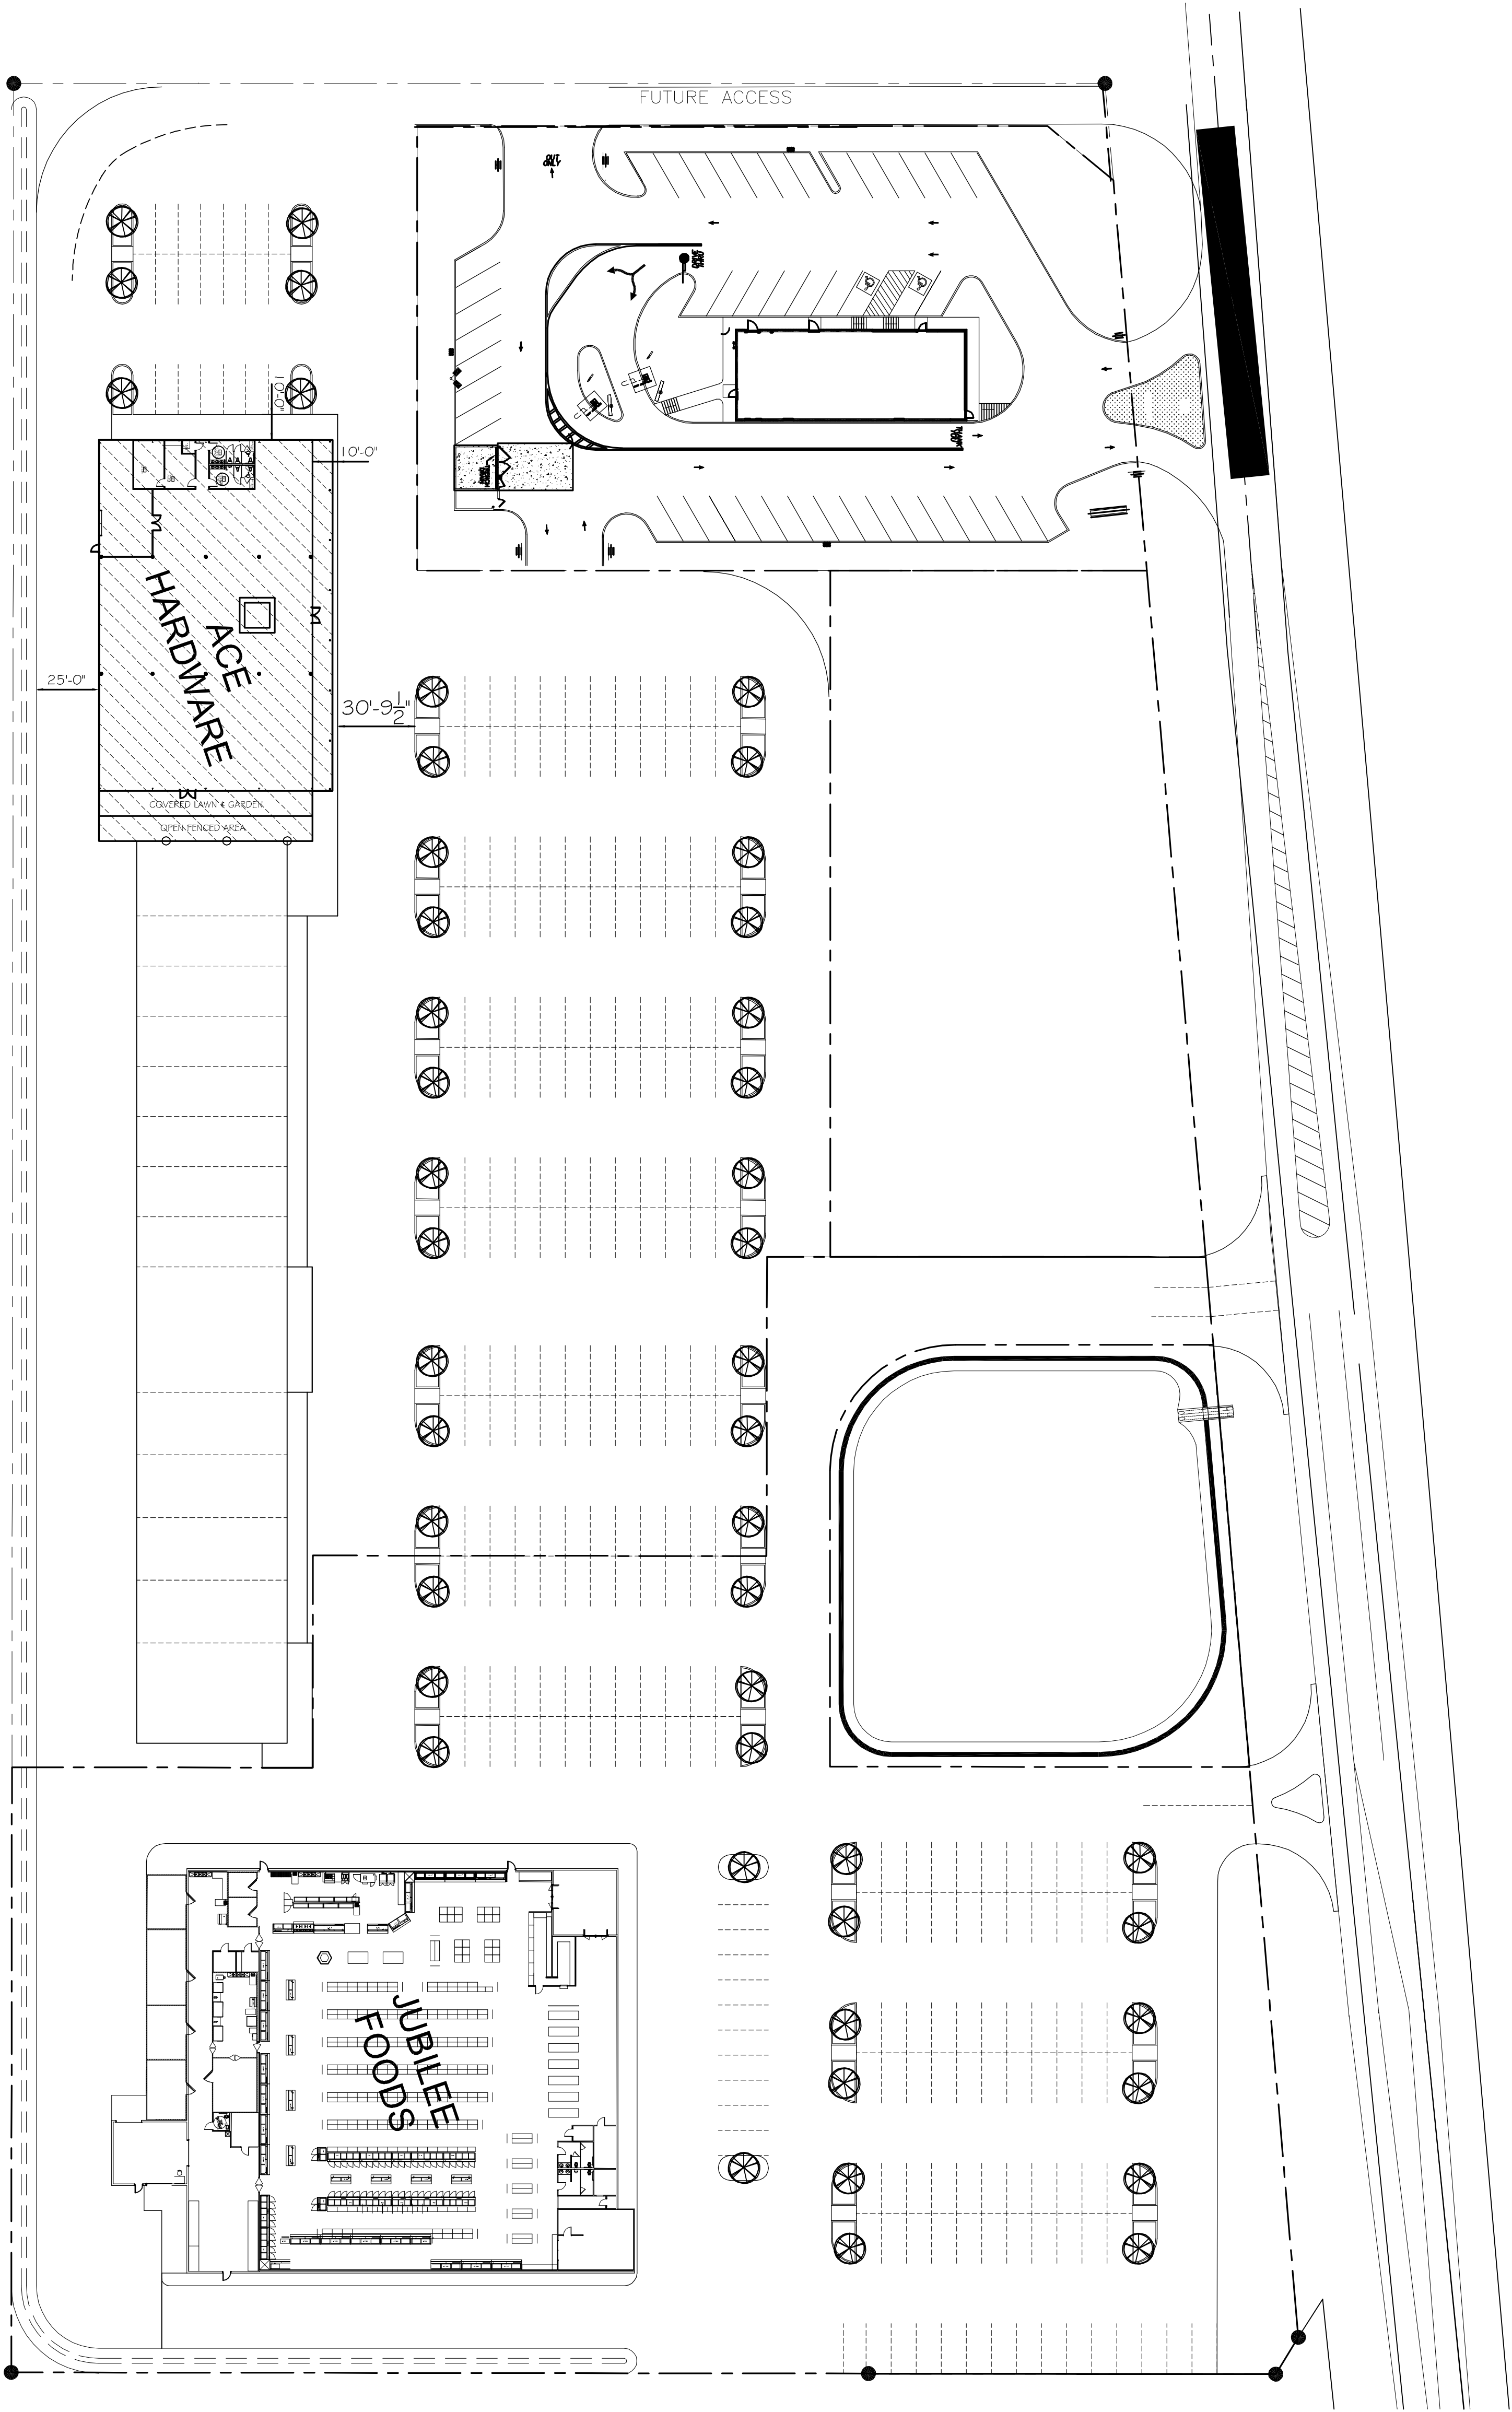 FUTURE ACCESS
OUT
ONLY
10'-0"
10'-0"
ACE
HARDWARE
25'-0"
30'-9 1/2"
COVERED LAWN & GARDEN
OPEN FENCED AREA
JUBILEE
FOODS